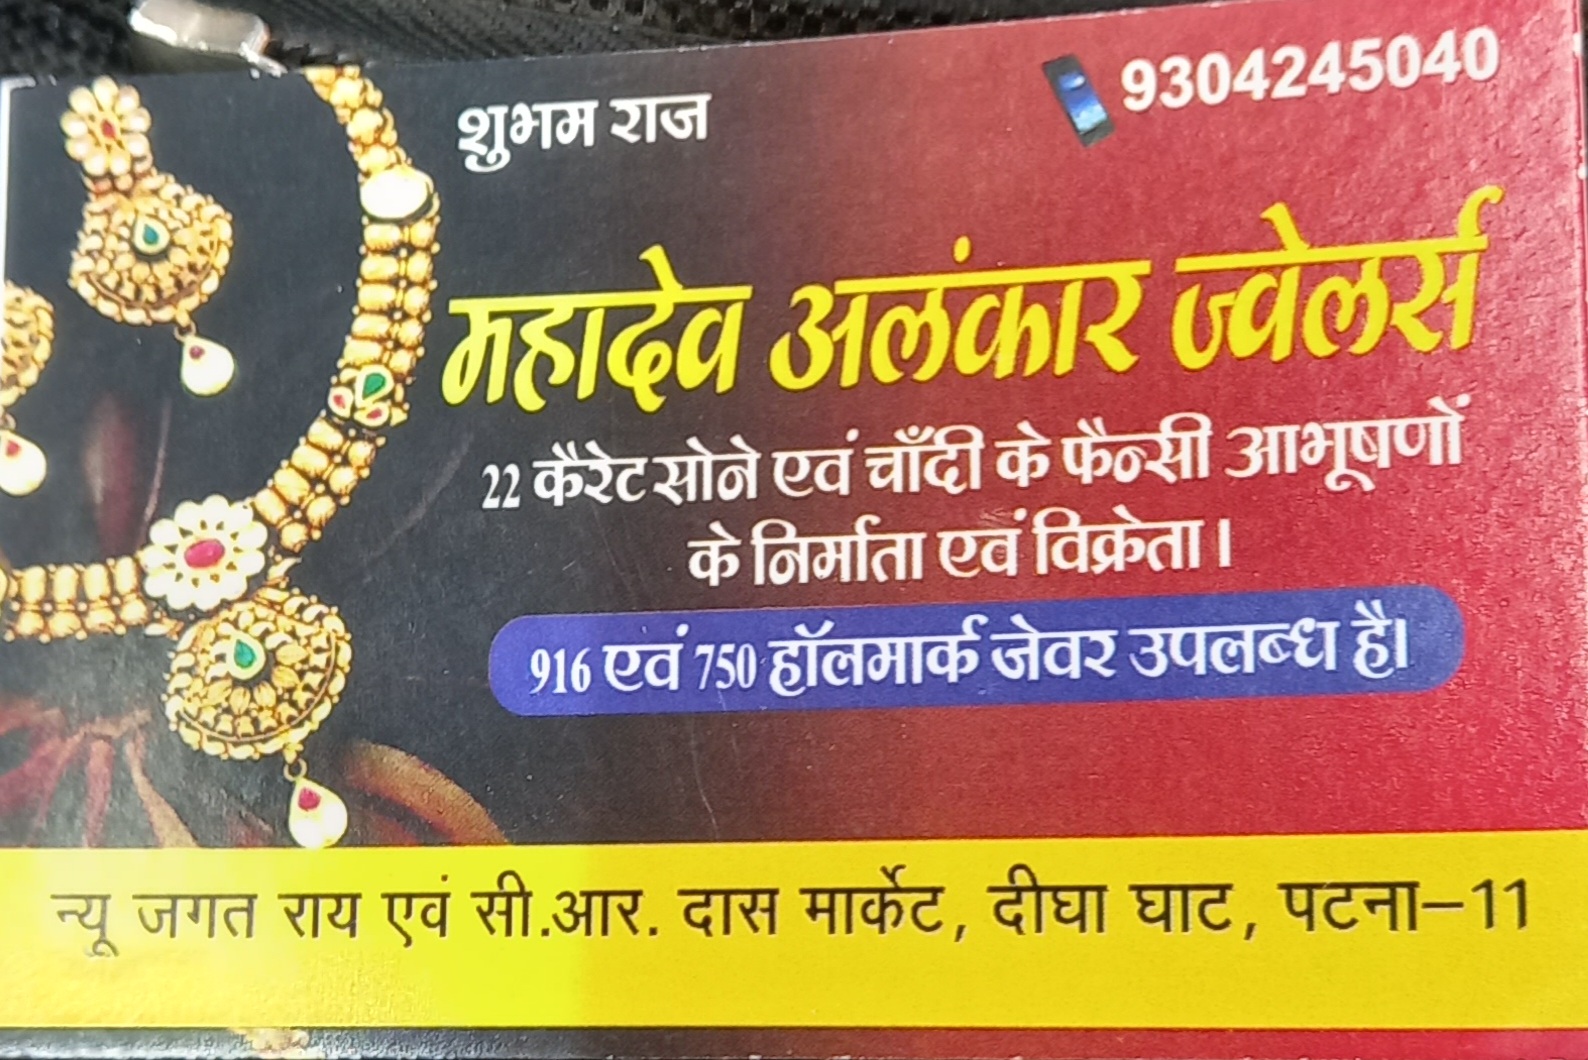 शुभम राज
9304245040
महादेव अलंकार ज्वेलर्स
22 कैरेट सोने एवं चाँदी के फैन्सी आभूषणों
के निर्माता एवं विक्रेता।
916 एवं 750 हॉलमार्क जेवर उपलब्ध है।
न्यू जगत राय एवं सी.आर. दास मार्केट, दीघा घाट, पटना-11